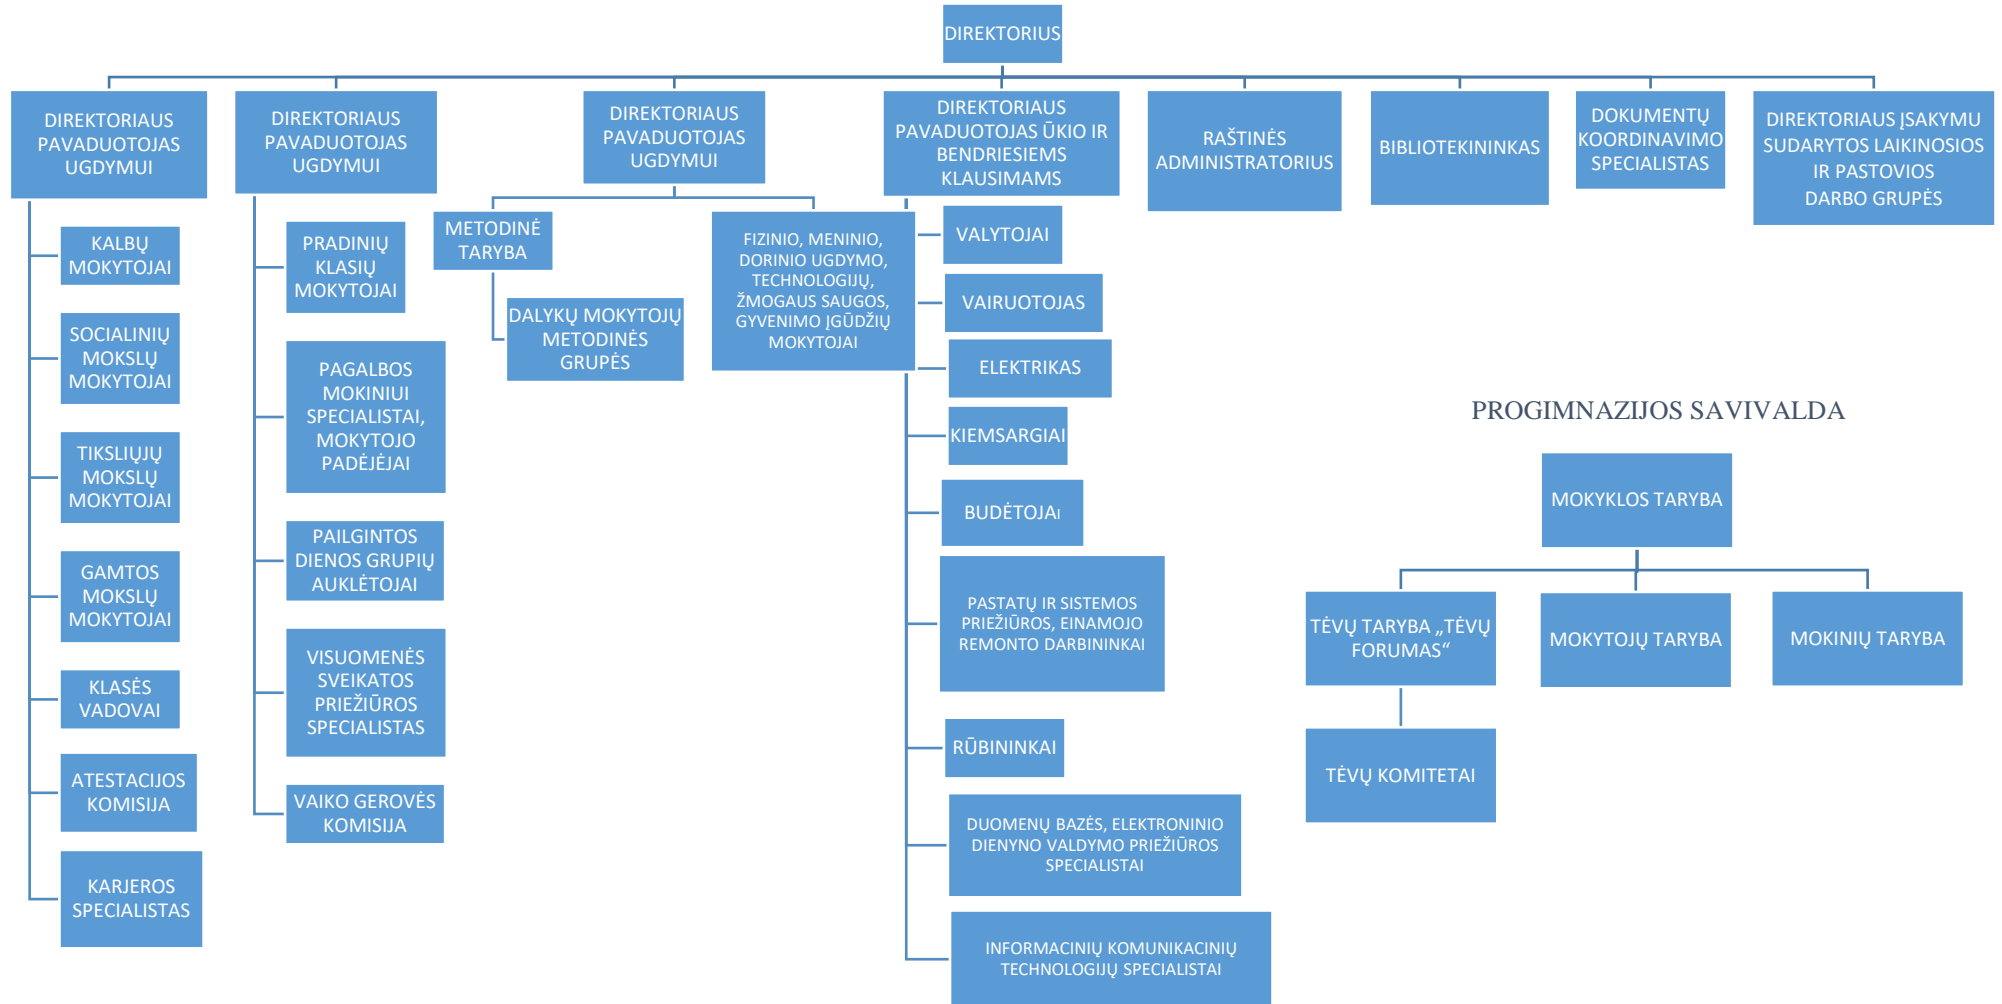 DIREKTORIUS
DIREKTORIAUS
PAVADUOTOJAS
UGDYMUI
KALBŲ
MOKYTOJAI
SOCIALINIŲ
MOKSLŲ
MOKYTOJAI
TIKSLIŲJŲ
MOKSLŲ
MOKYTOJAI
GAMTOS
MOKSLŲ
MOKYTOJAI
KLASĖS
VADOVAI
ATESTACIJOS
KOMISIJA
KARJEROS
SPECIALISTAS
DIREKTORIAUS
PAVADUOTOJAS
UGDYMUI
PRADINIŲ
KLASIŲ
MOKYTOJAI
PAGALBOS
MOKINIUI
SPECIALISTAI,
MOKYTOJO
PADĖJĖJAI
PAILGINTOS
DIENOS GRUPIŲ
AUKLĖTOJAI
VISUOMENĖS
SVEIKATOS
PRIEŽIŪROS
SPECIALISTAS
VAIKO GEROVĖS
KOMISIJA
DIREKTORIAUS
PAVADUOTOJAS
UGDYMUI
METODINĖ
TARYBA
DALYKŲ MOKYTOJŲ
METODINĖS
GRUPĖS
FIZINIO, MENINIO,
DORINIO UGDYMO,
TECHNOLOGIJŲ,
ŽMOGAUS SAUGOS,
GYVENIMO ĮGŪDŽIŲ
MOKYTOJAI
DIREKTORIAUS
PAVADUOTOJAS ŪKIO IR
BENDRIESIEMS
KLAUSIMAMS
VALYTOJAI
VAIRUOTOJAS
ELEKTRIKAS
KIEMSARGIAI
BUDĖTOJAI
PASTATŲ IR SISTEMOS
PRIEŽIŪROS, EINAMOJO
REMONTO DARBININKAI
RŪBININKAI
DUOMENŲ BAZĖS, ELEKTRONINIO
DIENYNO VALDYMO PRIEŽIŪROS
SPECIALISTAI
INFORMACINIŲ KOMUNIKACINIŲ
TECHNOLOGIJŲ SPECIALISTAI
RAŠTINĖS
ADMINISTRATORIUS
BIBLIOTEKININKAS
DOKUMENTŲ
KOORDINAVIMO
SPECIALISTAS
DIREKTORIAUS ĮSAKYMU
SUDARYTOS LAIKINOSIOS
IR PASTOVIOS
DARBO GRUPĖS
PROGIMNAZIJOS SAVIVALDA
MOKYKLOS TARYBA
TĖVŲ TARYBA „TĖVŲ
FORUMAS“
MOKYTOJŲ TARYBA
MOKINIŲ TARYBA
TĖVŲ KOMITETAI